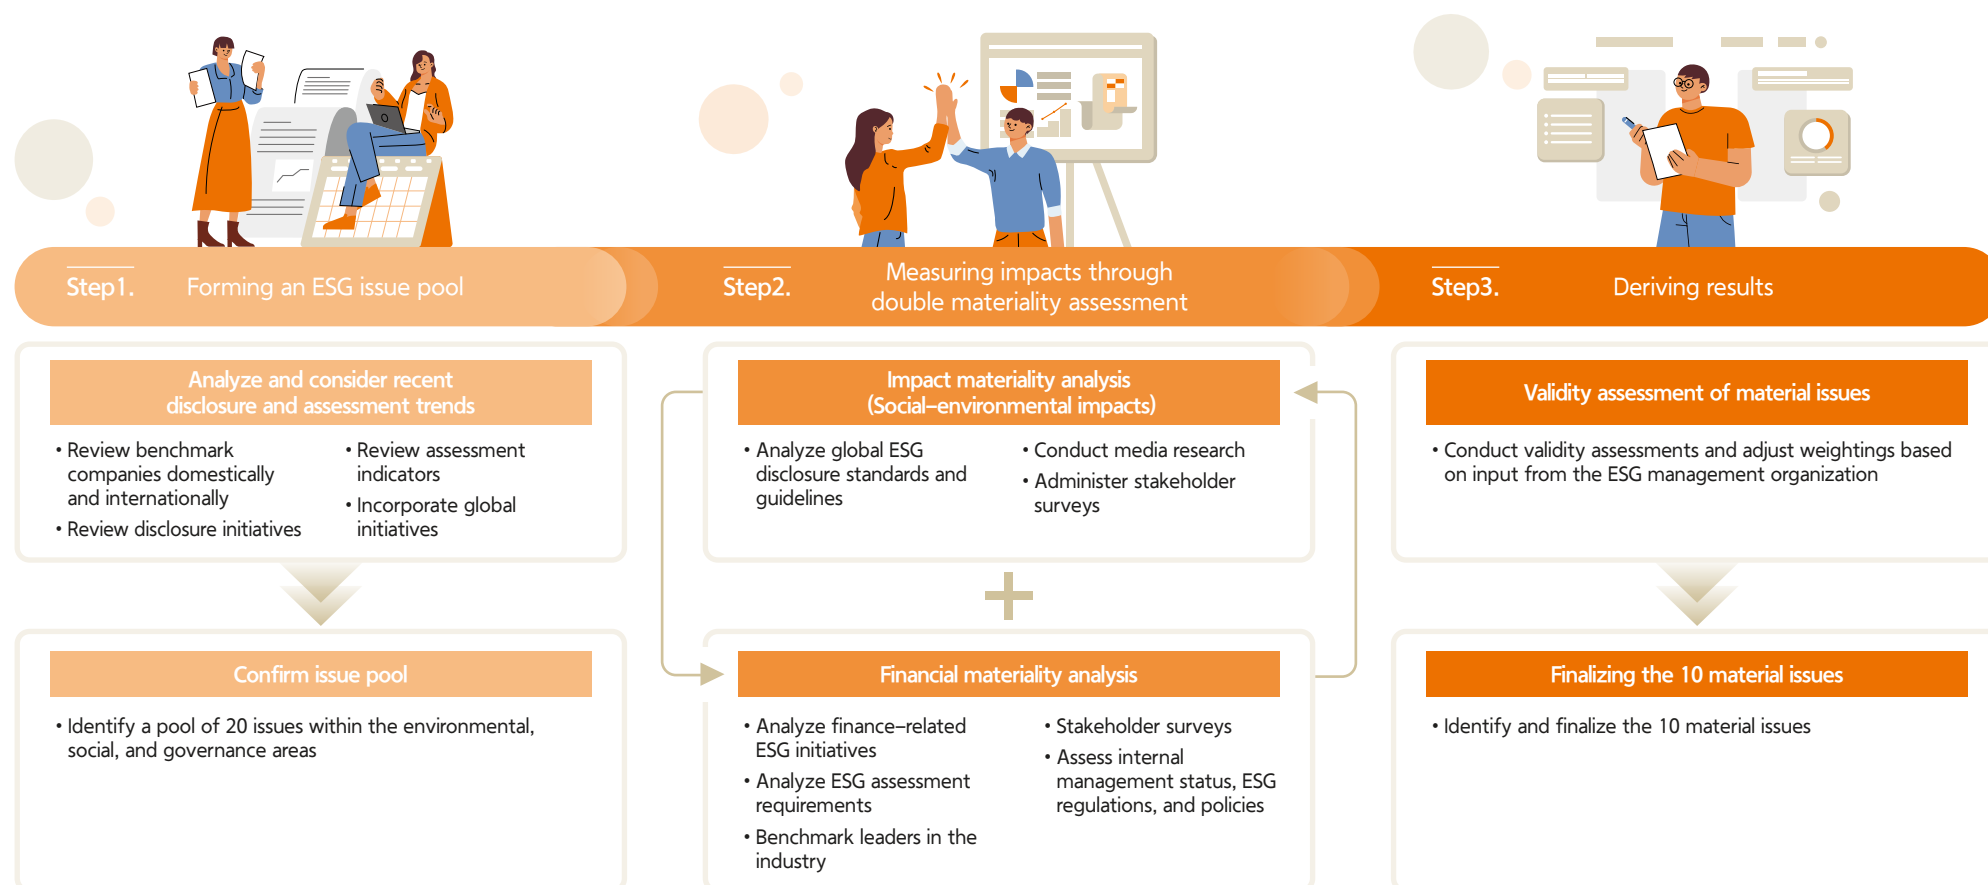 Step1.
Forming an ESG issue pool
Step2.
Measuring impacts through
double materiality assessment
Step3.
Deriving results
Analyze and consider recent
disclosure and assessment trends
• Review benchmark
companies domestically
and internationally
• Review disclosure initiatives
• Review assessment
indicators
• Incorporate global
initiatives
Confirm issue pool
• Identify a pool of 20 issues within the environmental,
social, and governance areas
Impact materiality analysis
(Social-environmental impacts)
• Analyze global ESG
disclosure standards and
guidelines
• Conduct media research
• Administer stakeholder
surveys
Financial materiality analysis
• Analyze finance-related
ESG initiatives
• Analyze ESG assessment
requirements
• Benchmark leaders in the
industry
• Stakeholder surveys
• Assess internal
management status, ESG
regulations, and policies
Validity assessment of material issues
• Conduct validity assessments and adjust weightings based
on input from the ESG management organization
Finalizing the 10 material issues
• Identify and finalize the 10 material issues